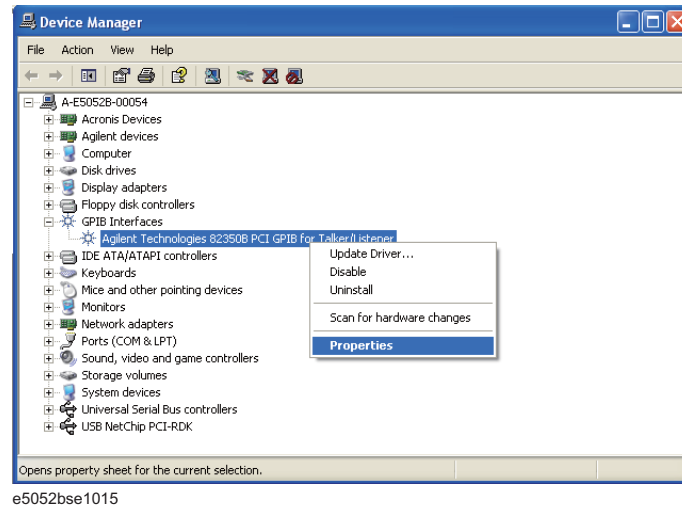 Device Manager
File Action View Help
A-E5052B-00054
Acronis Devices
Agilent devices
Computer
Disk drives
Display adapters
Floppy disk controllers
GPIB Interfaces
Agilent Technologies 82350B PCI GPIB for Talker/Listener
IDE ATA/ATAPI controllers
Keyboards
Mice and other pointing devices
Monitors
Network adapters
Ports (COM & LPT)
Sound, video and game controllers
Storage volumes
System devices
Universal Serial Bus controllers
USB NetChip PCI-RDK
Update Driver...
Disable
Uninstall
Scan for hardware changes
Properties
Opens property sheet for the current selection.
e5052bse1015